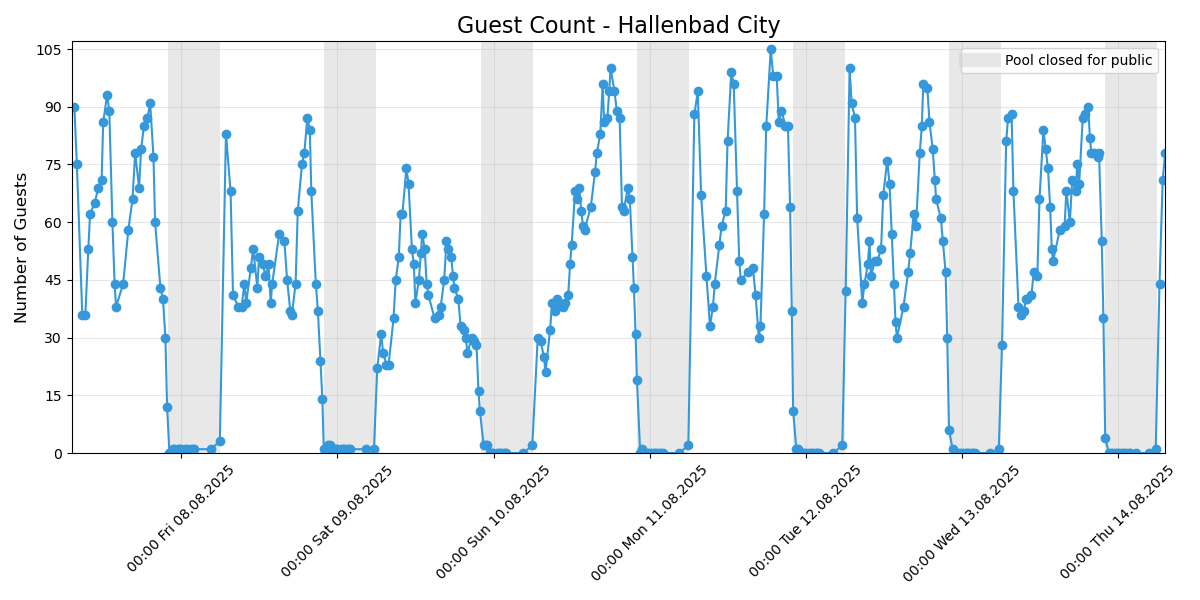 Guest Count - Hallenbad City
Pool closed for public
Number of Guests
105
90
75
60
45
30
15
0
00:00 Fri 08.08.2025
00:00 Sat 09.08.2025
00:00 Sun 10.08.2025
00:00 Mon 11.08.2025
00:00 Tue 12.08.2025
00:00 Wed 13.08.2025
00:00 Thu 14.08.2025